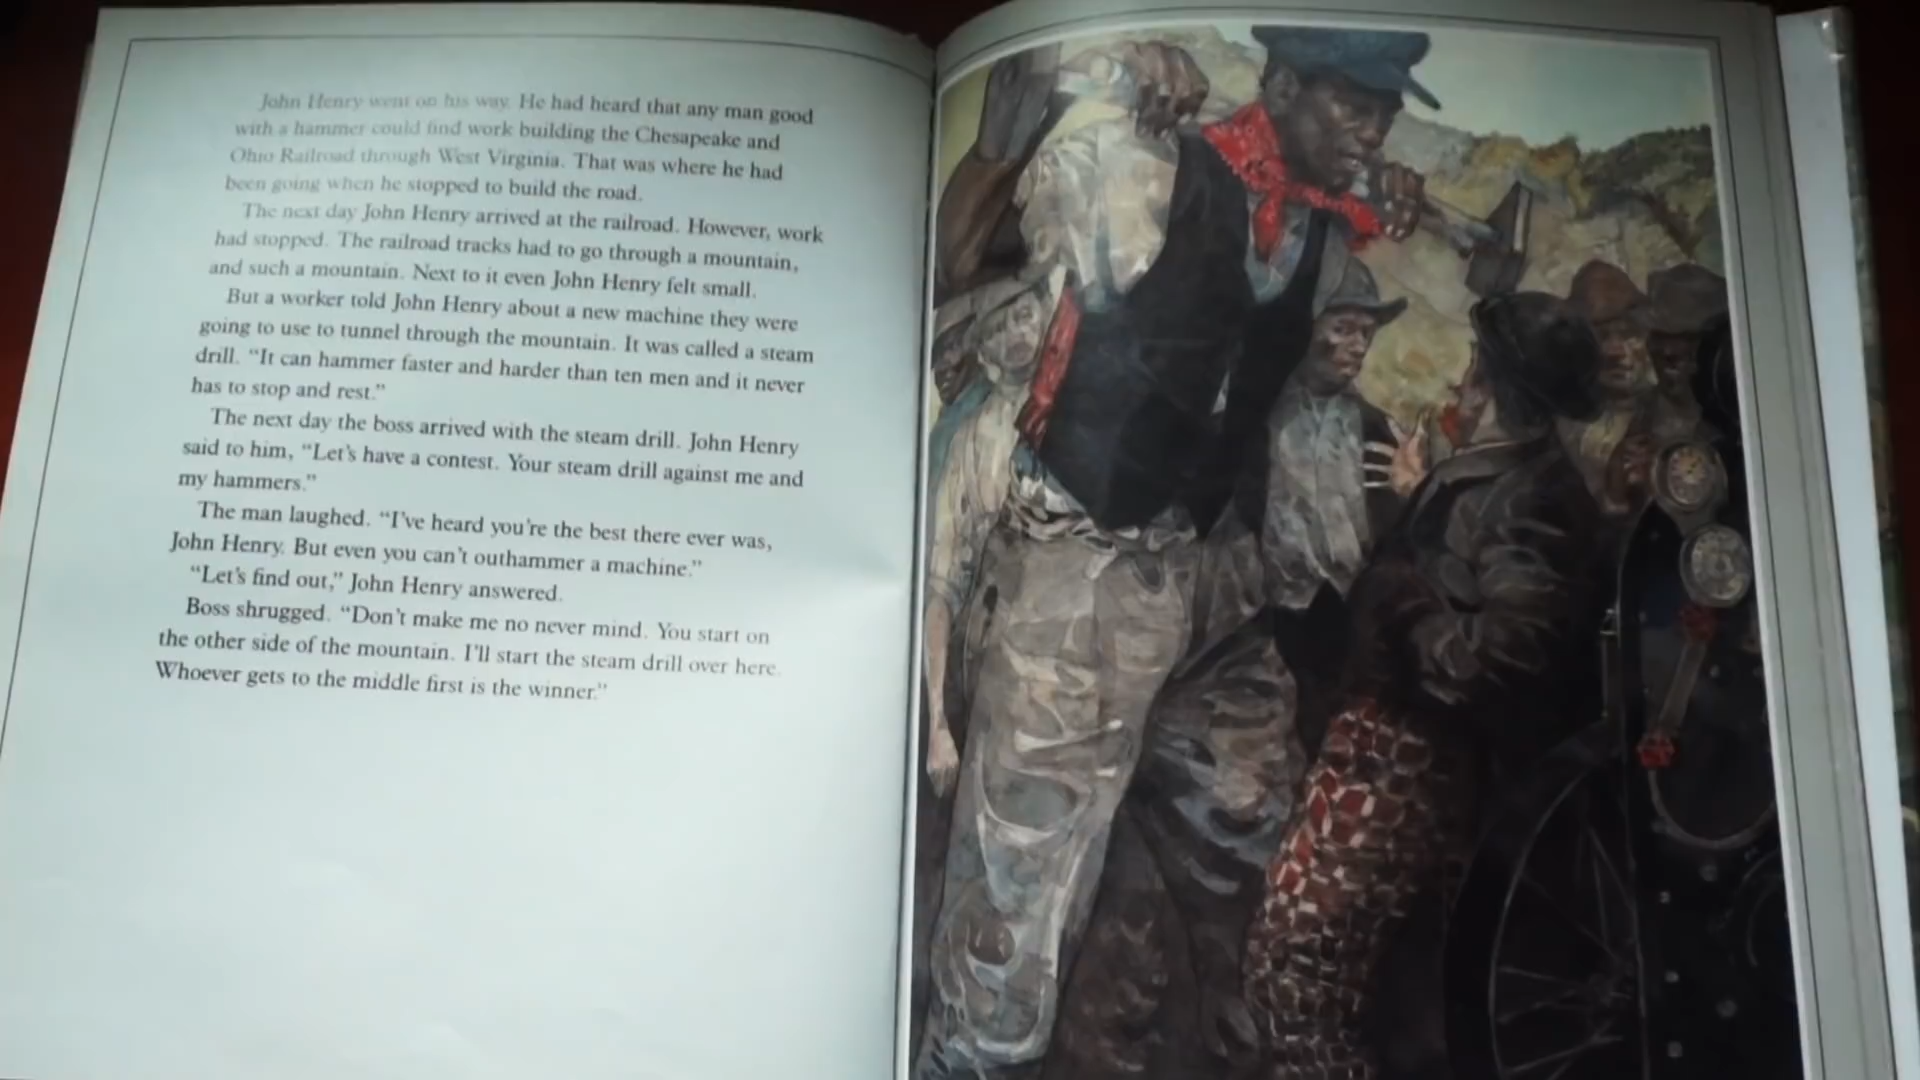 John Henry went on his way. He had heard that any man good
with a hammer could find work building the Chesapeake and
Ohio Railroad through West Virginia. That was where he had
been going when he stopped to build the road.
The next day John Henry arrived at the railroad. However, work
had stopped. The railroad tracks had to go through a mountain,
and such a mountain. Next to it even John Henry felt small.
But a worker told John Henry about a new machine they were
going to use to tunnel through the mountain. It was called a steam
drill. “It can hammer faster and harder than ten men and it never
has to stop and rest.”
The next day the boss arrived with the steam drill. John Henry
said to him, “Let’s have a contest. Your steam drill against me and
my hammers.”
The man laughed. “I’ve heard you’re the best there ever was,
John Henry. But even you can’t outhammer a machine.”
“Let’s find out,” John Henry answered.
Boss shrugged. “Don’t make me no never mind. You start on
the other side of the mountain. I’ll start the steam drill over here.
Whoever gets to the middle first is the winner.”